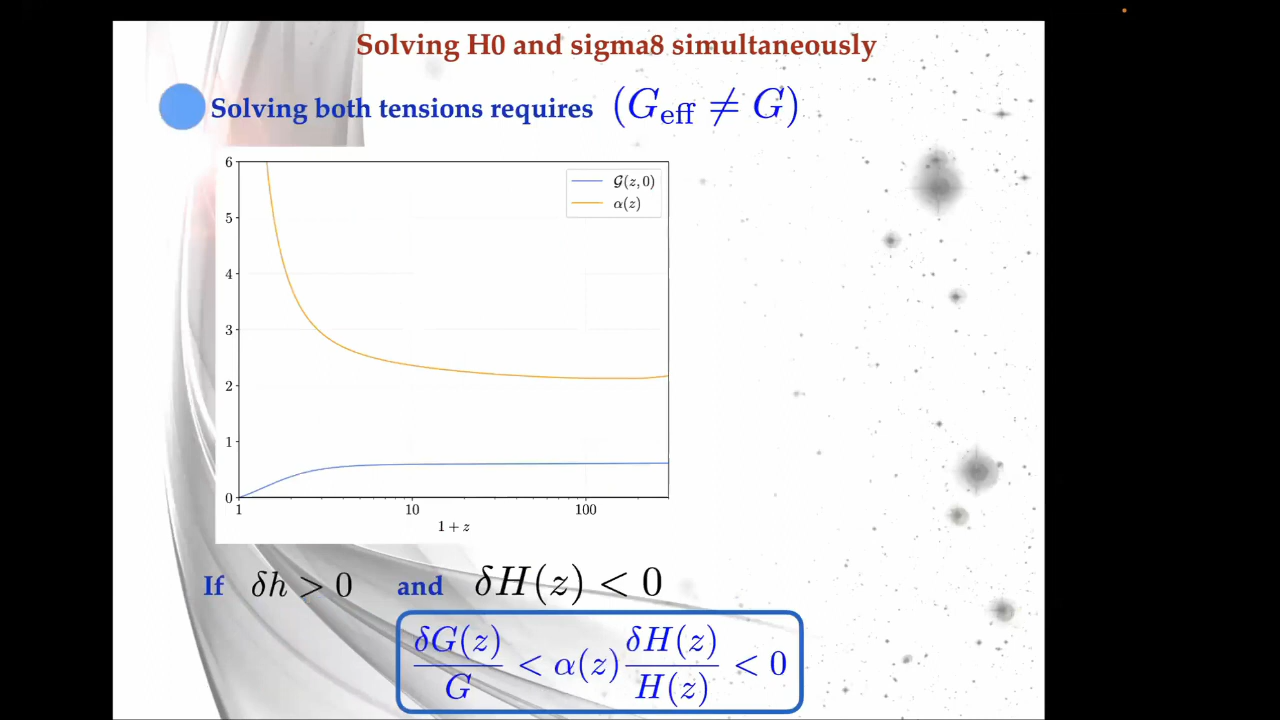 Solving H0 and sigma8 simultaneously
Solving both tensions requires (G_eff ≠ G)
6
5
4
3
2
1
0
𝒢(z, 0)
α(z)
1 10 100
1 + z
If δh > 0 and δH(z) < 0
δG(z)/G < α(z) δH(z)/H(z) < 0